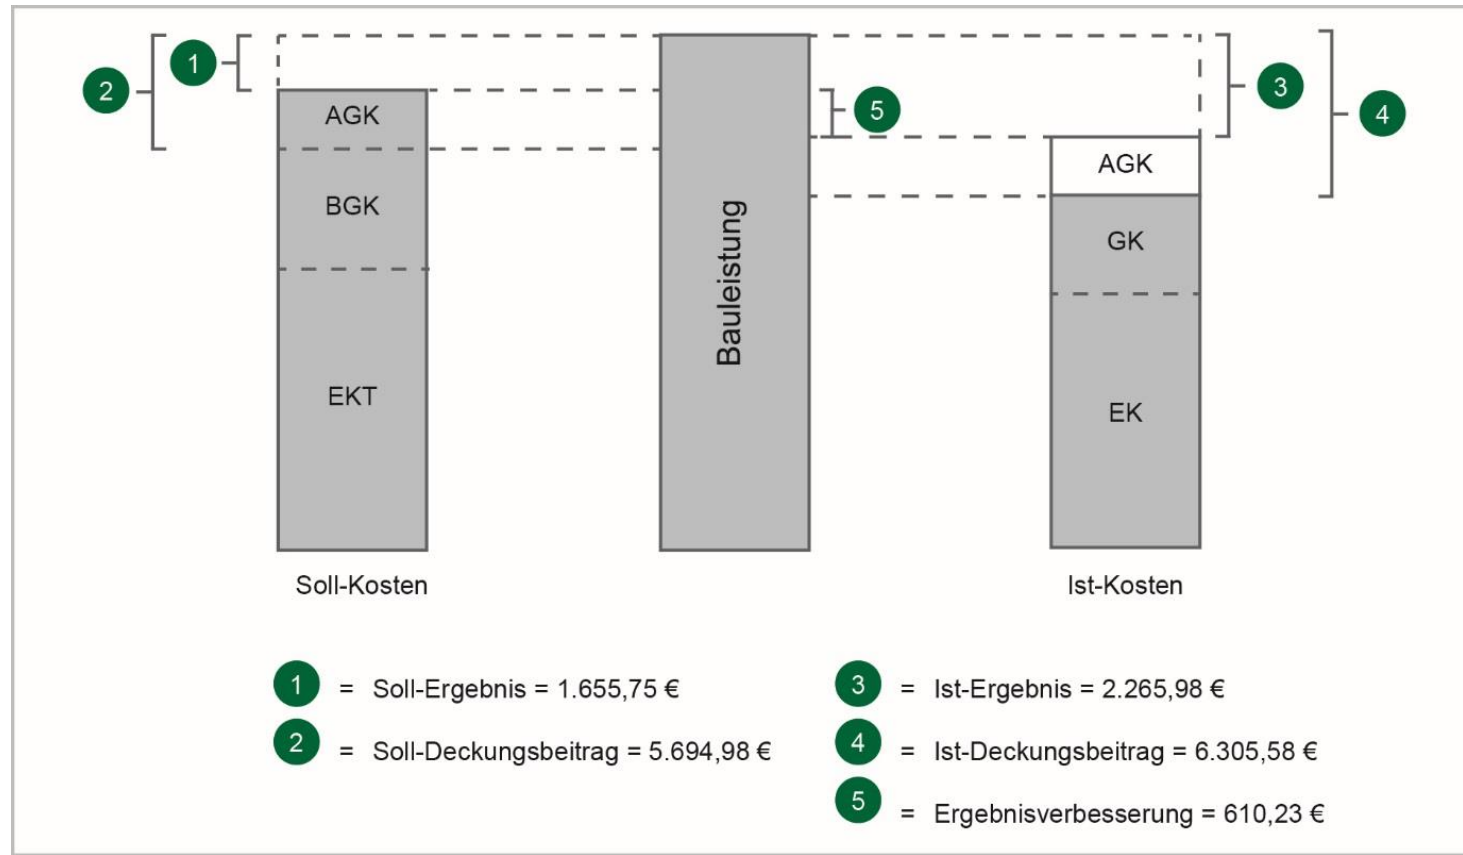 1
2
3
4
5
AGK
BGK
EKT
Bauleistung
AGK
GK
EK
Soll-Kosten
Ist-Kosten
1 = Soll-Ergebnis = 1.655,75 €
2 = Soll-Deckungsbeitrag = 5.694,98 €
3 = Ist-Ergebnis = 2.265,98 €
4 = Ist-Deckungsbeitrag = 6.305,58 €
5 = Ergebnisverbesserung = 610,23 €